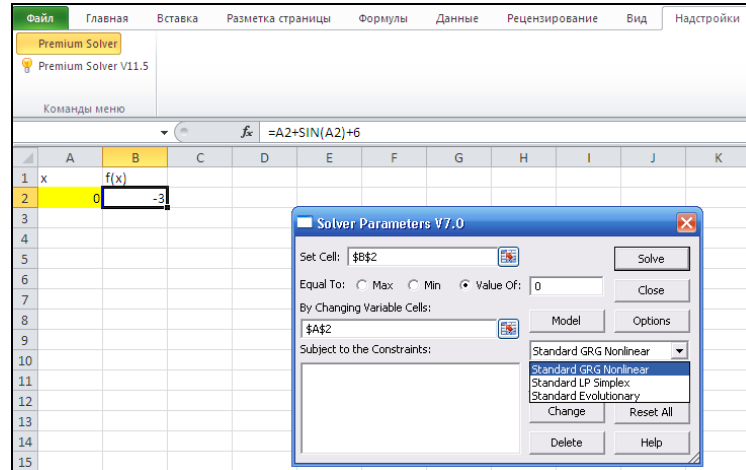 Файл Главная Вставка Разметка страницы Формулы Данные Рецензирование Вид Надстройки
Premium Solver
Premium Solver V11.5
Команды меню
fx =A2+SIN(A2)+6
A B C D E F G H I J K
1 x f(x)
2 0 -3
3
4
5
6
7
8
9
10
11
12
13
14
15
Solver Parameters V7.0
Set Cell: $B$2 Solve
Equal To: Max Min Value Of: 0 Close
By Changing Variable Cells:
$A$2 Model Options
Subject to the Constraints: Standard GRG Nonlinear
Standard GRG Nonlinear
Standard LP Simplex
Standard Evolutionary
Change Reset All
Delete Help